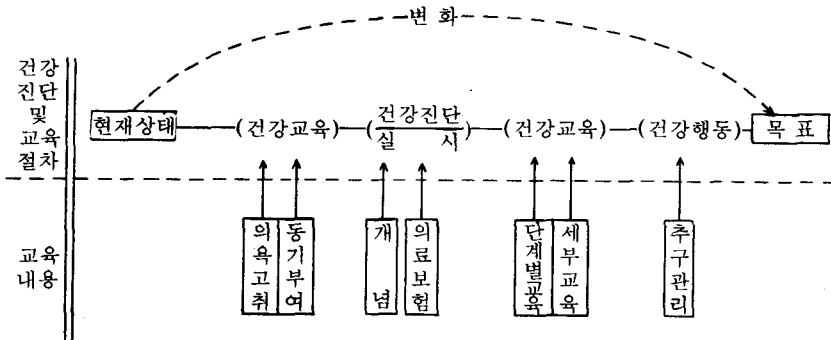 변 화
건강
진단
및
교육
절차
현재상태 (건강교육) (건강진단 실 시) (건강교육) (건강행동) 목 표
교육
내용
의욕고취
동기부여
개 념
의료보험
단계별교육
세부교육
추구관리